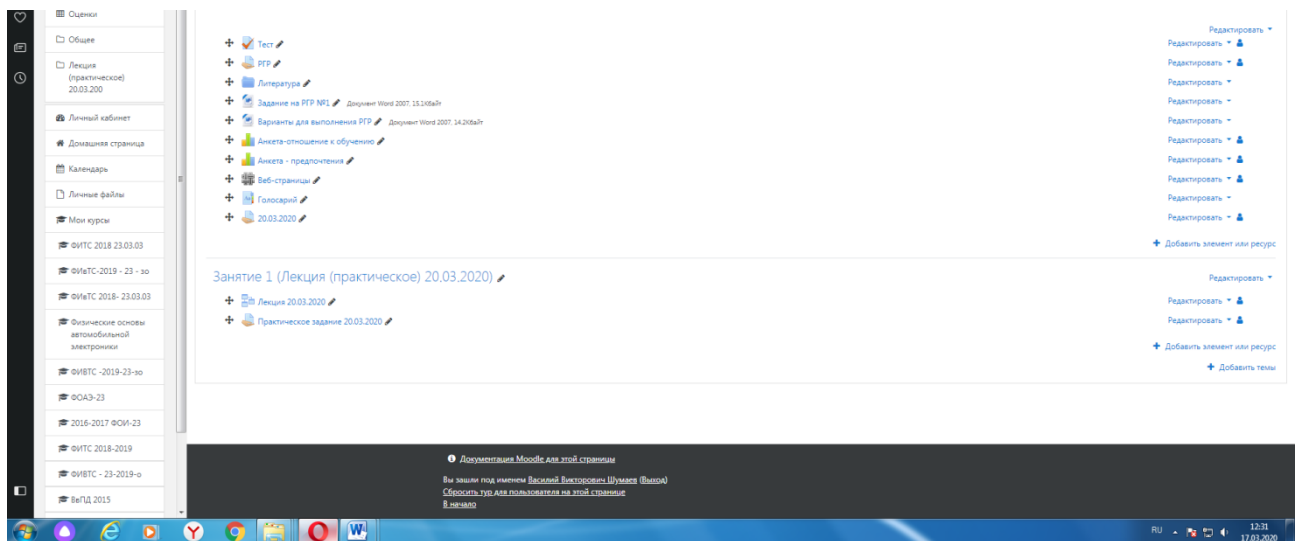 Оценки
Общее
Лекция
(практическое)
20.03.200
Личный кабинет
Домашняя страница
Календарь
Личные файлы
Мои курсы
ФИТС 2018 23.03.03
ФИвТС-2019 - 23 - зо
ФИвТС 2018- 23.03.03
Физические основы
автомобильной
электроники
ФИВТС -2019-23-зо
ФОАЭ-23
2016-2017 ФОИ-23
ФИТС 2018-2019
ФИВТС - 23-2019-о
ВвПД 2015
Редактировать
Тест Редактировать
РГР Редактировать
Литература Редактировать
Задание на РГР №1 Документ Word 2007, 15.1Кбайт Редактировать
Варианты для выполнения РГР Документ Word 2007, 14.2Кбайт Редактировать
Анкета-отношение к обучению Редактировать
Анкета - предпочтения Редактировать
Веб-страницы Редактировать
Голосарий Редактировать
20.03.2020 Редактировать
Добавить элемент или ресурс
Занятие 1 (Лекция (практическое) 20,03,2020) Редактировать
Лекция 20.03.2020 Редактировать
Практическое задание 20.03.2020 Редактировать
Добавить элемент или ресурс
Добавить темы
Документация Moodle для этой страницы
Вы зашли под именем Василий Викторович Шумаев (Выход)
Сбросить тур для пользователя на этой странице
В начало
RU 12:31
17.03.2020